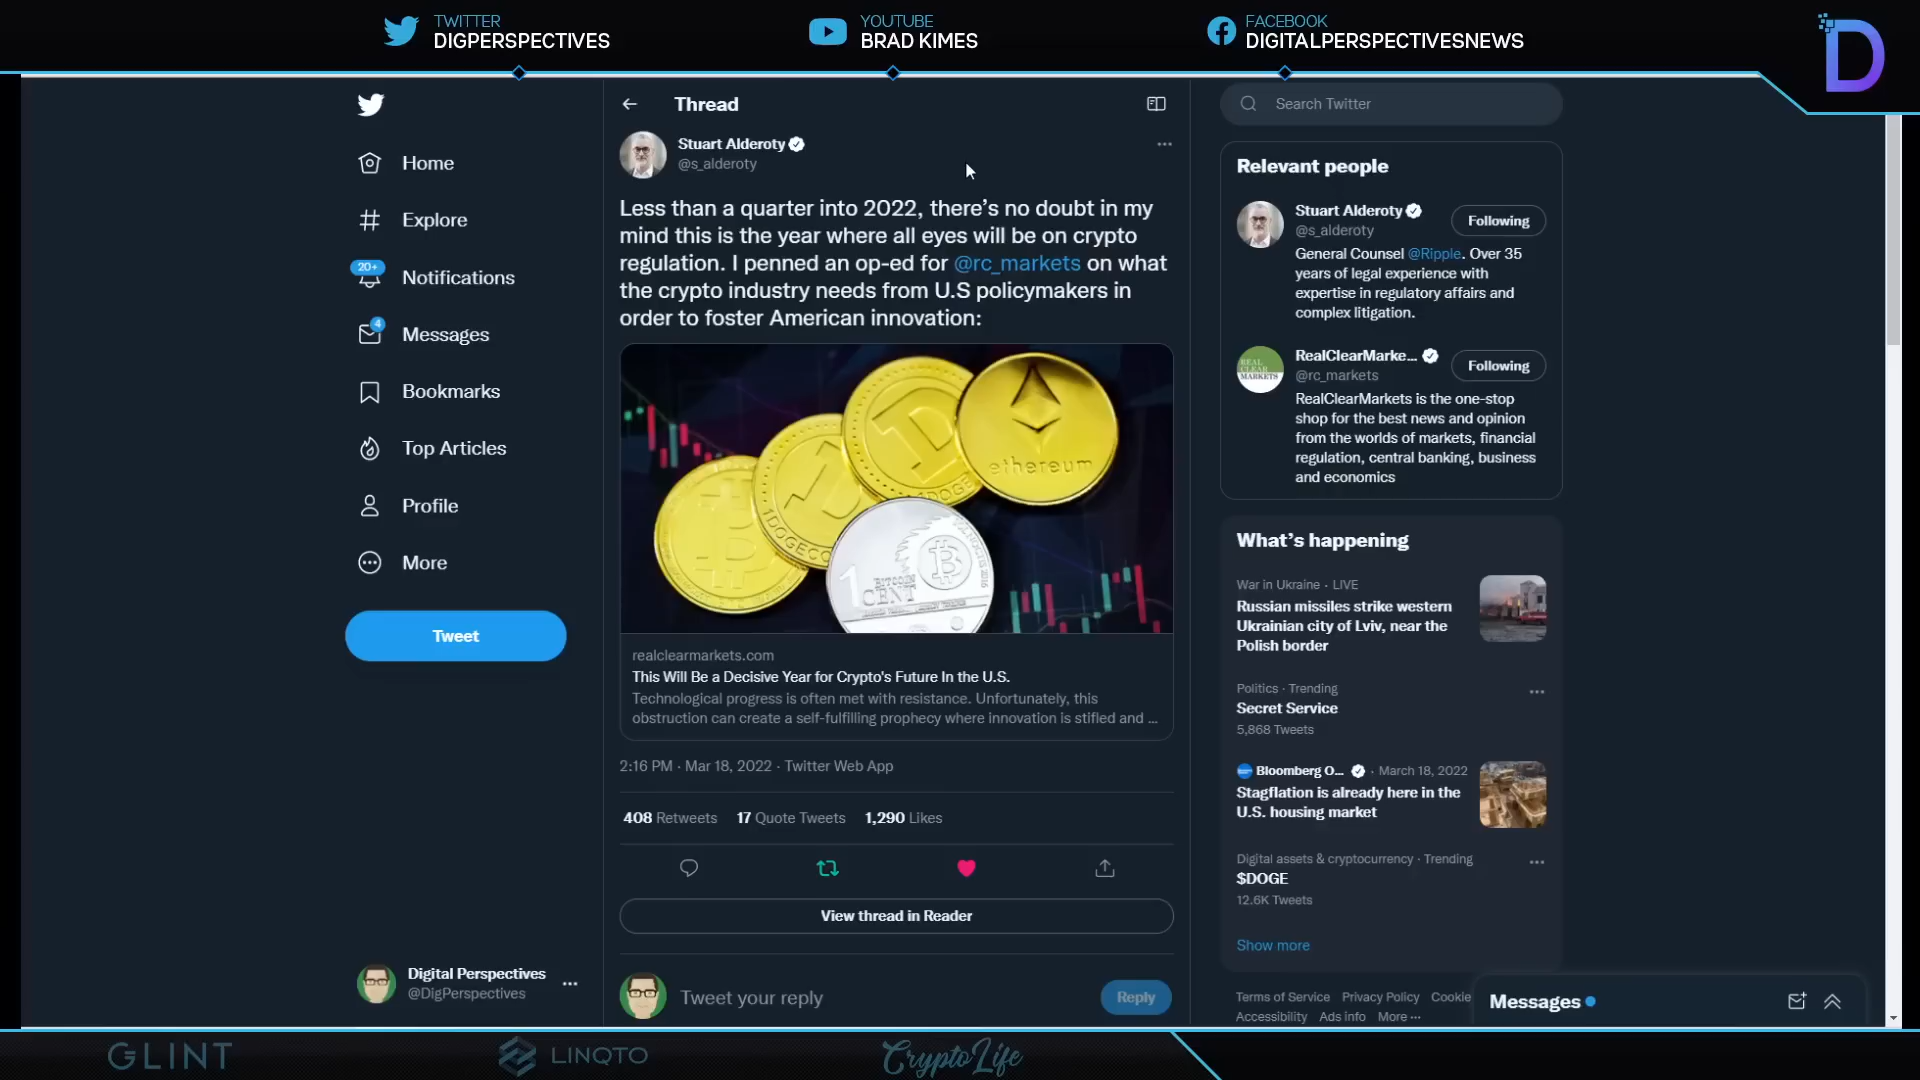 TWITTER
DIGPERSPECTIVES
YOUTUBE
BRAD KIMES
FACEBOOK
DIGITALPERSPECTIVESNEWS
D
Home
Explore
20+
Notifications
4
Messages
Bookmarks
Top Articles
Profile
More
Tweet
Digital Perspectives
@DigPerspectives
Thread
Stuart Alderoty
@s_alderoty
Less than a quarter into 2022, there's no doubt in my
mind this is the year where all eyes will be on crypto
regulation. I penned an op-ed for @rc_markets on what
the crypto industry needs from U.S policymakers in
order to foster American innovation:
ethereum
1
BITCOIN
CENT
realclearmarkets.com
This Will Be a Decisive Year for Crypto's Future In the U.S.
Technological progress is often met with resistance. Unfortunately, this
obstruction can create a self-fulfilling prophecy where innovation is stifled and ...
2:16 PM · Mar 18, 2022 · Twitter Web App
408 Retweets 17 Quote Tweets 1,290 Likes
View thread in Reader
Tweet your reply
Reply
Search Twitter
Relevant people
Stuart Alderoty
@s_alderoty
Following
General Counsel @Ripple. Over 35
years of legal experience with
expertise in regulatory affairs and
complex litigation.
REAL
CLEAR
MARKETS
RealClearMarke...
@rc_markets
Following
RealClearMarkets is the one-stop
shop for the best news and opinion
from the worlds of markets, financial
regulation, central banking, business
and economics
What's happening
War in Ukraine · LIVE
Russian missiles strike western
Ukrainian city of Lviv, near the
Polish border
Politics · Trending
Secret Service
5,868 Tweets
Bloomberg O... · March 18, 2022
Stagflation is already here in the
U.S. housing market
Digital assets & cryptocurrency · Trending
$DOGE
12.6K Tweets
Show more
Terms of Service Privacy Policy Cookie
Accessibility Ads info More ...
Messages
GLINT
LINQTO
CryptoLife